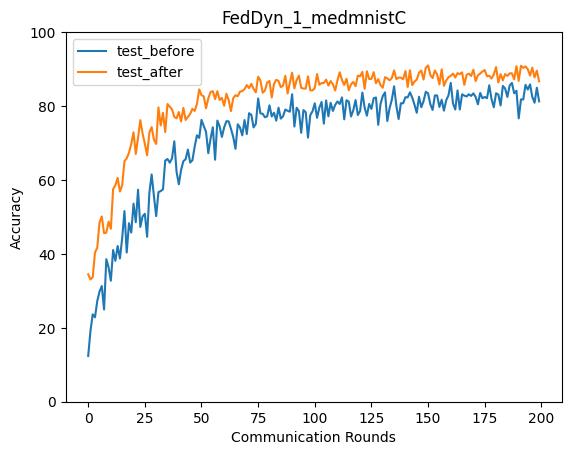 FedDyn_1_medmnistC
test_before
test_after
100
80
60
40
20
0
Accuracy
0 25 50 75 100 125 150 175 200
Communication Rounds